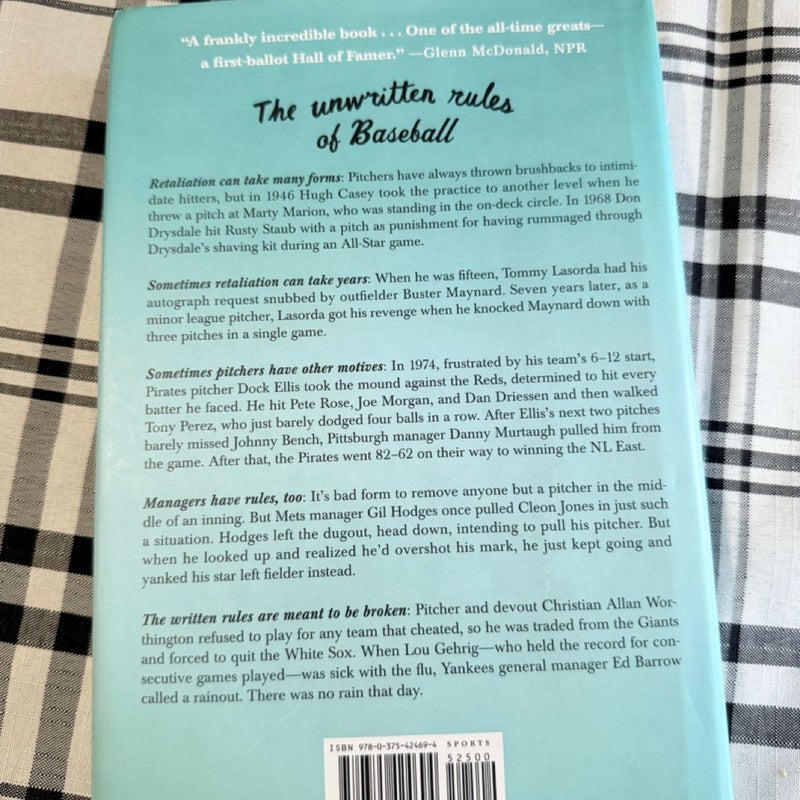 “A frankly incredible book . . . One of the all-time greats—
a first-ballot Hall of Famer.” —Glenn McDonald, NPR
The unwritten rules
of Baseball
Retaliation can take many forms: Pitchers have always thrown brushbacks to intimi-
date hitters, but in 1946 Hugh Casey took the practice to another level when he
threw a pitch at Marty Marion, who was standing in the on-deck circle. In 1968 Don
Drysdale hit Rusty Staub with a pitch as punishment for having rummaged through
Drysdale’s shaving kit during an All-Star game.
Sometimes retaliation can take years: When he was fifteen, Tommy Lasorda had his
autograph request snubbed by outfielder Buster Maynard. Seven years later, as a
minor league pitcher, Lasorda got his revenge when he knocked Maynard down with
three pitches in a single game.
Sometimes pitchers have other motives: In 1974, frustrated by his team’s 6–12 start,
Pirates pitcher Dock Ellis took the mound against the Reds, determined to hit every
batter he faced. He hit Pete Rose, Joe Morgan, and Dan Driessen and then walked
Tony Perez, who just barely dodged four balls in a row. After Ellis’s next two pitches
barely missed Johnny Bench, Pittsburgh manager Danny Murtaugh pulled him from
the game. After that, the Pirates went 82–62 on their way to winning the NL East.
Managers have rules, too: It’s bad form to remove anyone but a pitcher in the mid-
dle of an inning. But Mets manager Gil Hodges once pulled Cleon Jones in just such
a situation. Hodges left the dugout, head down, intending to pull his pitcher. But
when he looked up and realized he’d overshot his mark, he just kept going and
yanked his star left fielder instead.
The written rules are meant to be broken: Pitcher and devout Christian Allan Wor-
thington refused to play for any team that cheated, so he was traded from the Giants
and forced to quit the White Sox. When Lou Gehrig—who held the record for con-
secutive games played—was sick with the flu, Yankees general manager Ed Barrow
called a rainout. There was no rain that day.
ISBN 978-0-375-42469-4 SPORTS
52500